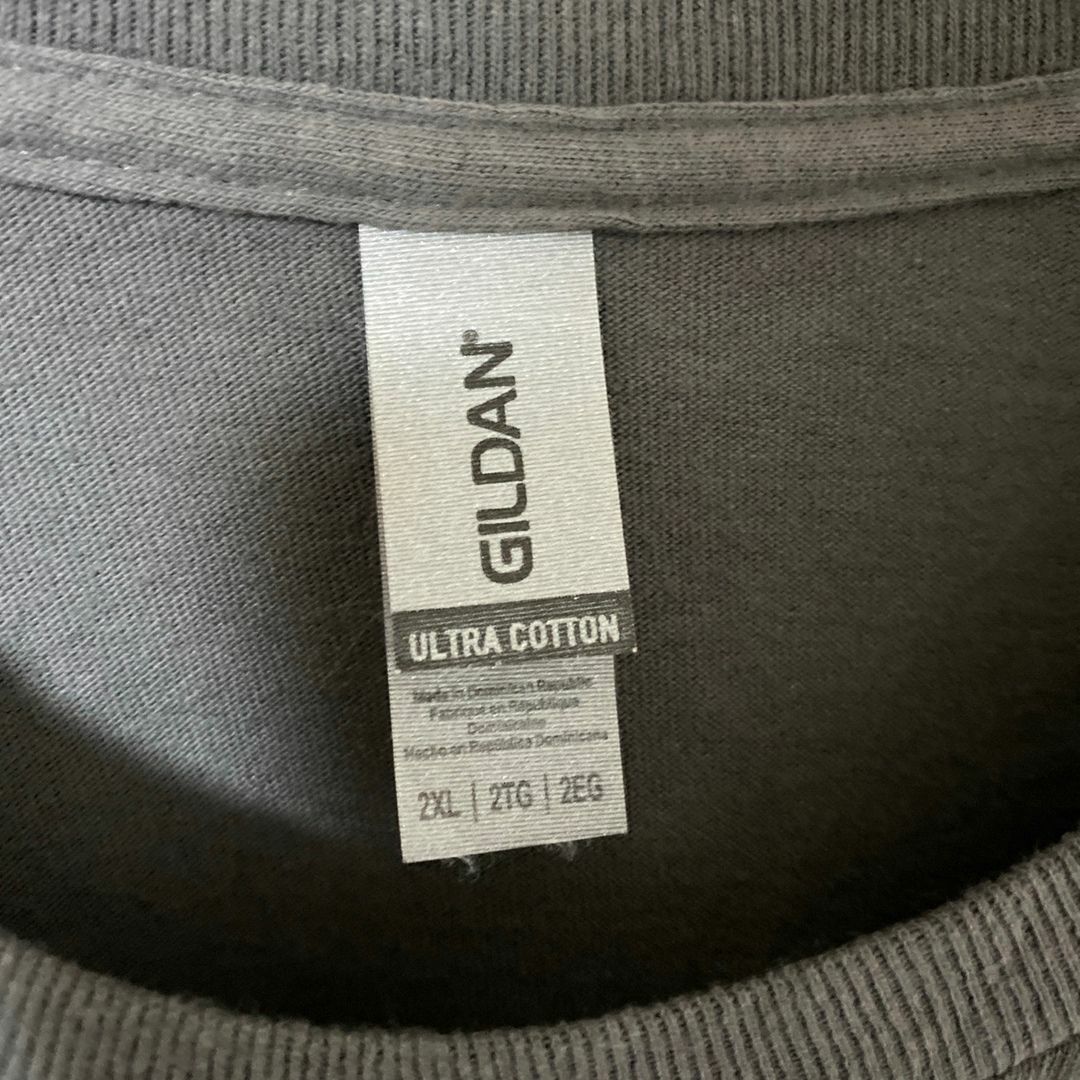 GILDAN®
ULTRA COTTON
Made in Dominican Republic
Fabriqué en République
Dominicaine
Hecho en República Dominicana
2XL | 2TG | 2EG